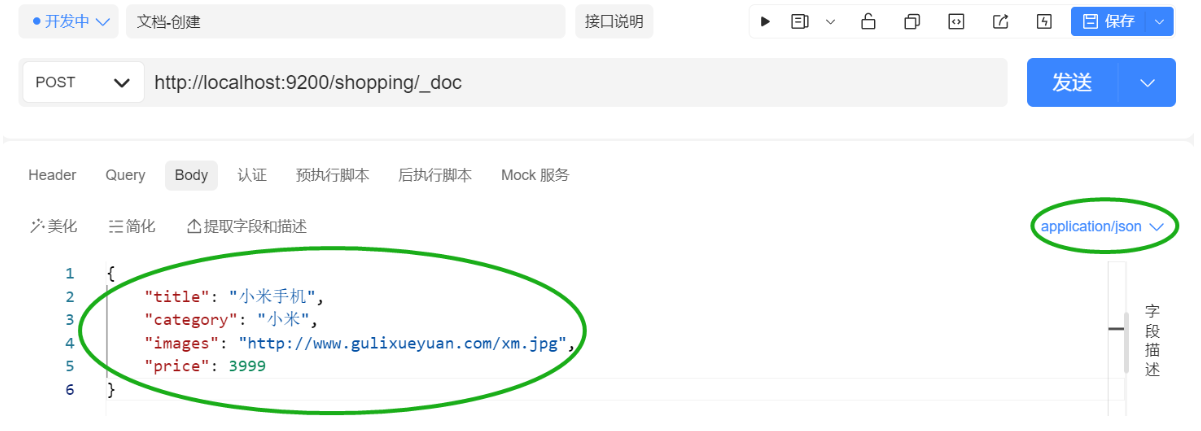 开发中 文档-创建 接口说明 保存
POST http://localhost:9200/shopping/_doc 发送
Header Query Body 认证 预执行脚本 后执行脚本 Mock 服务
美化 简化 提取字段和描述 application/json
1 {
2 "title": "小米手机",
3 "category": "小米",
4 "images": "http://www.gulixueyuan.com/xm.jpg",
5 "price": 3999
6 }
字段描述